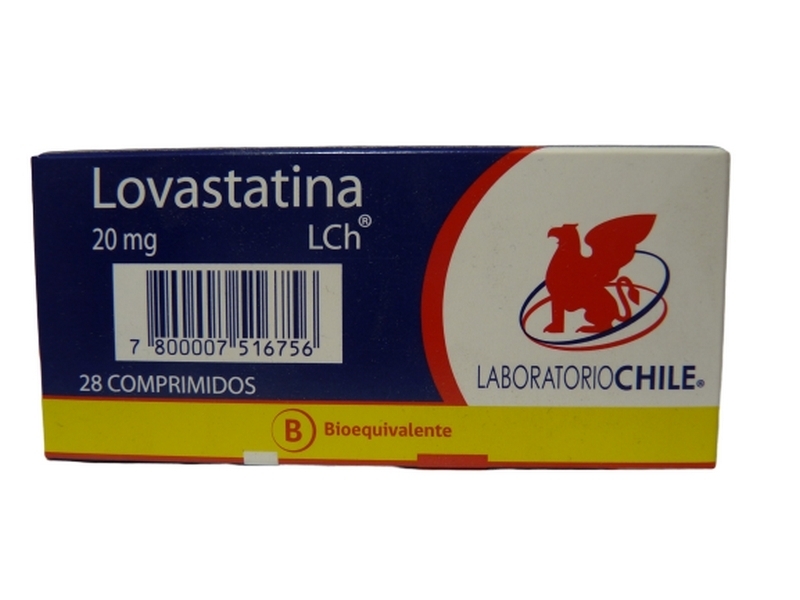 Lovastatina
20 mg LCh®
7 800007 516756
28 COMPRIMIDOS
LABORATORIOCHILE®
B Bioequivalente